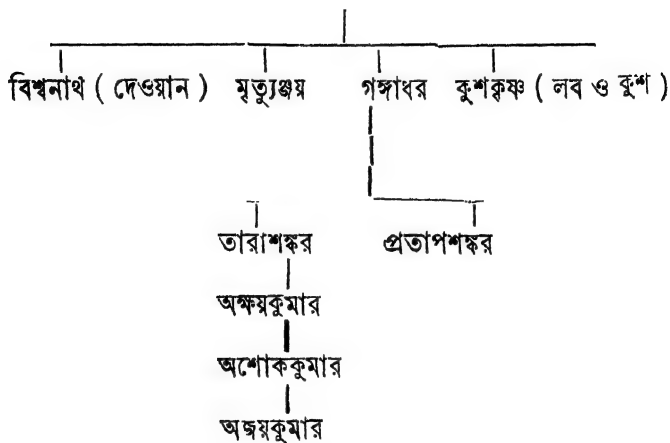 বিশ্বনাথ ( দেওয়ান ) মৃত্যুঞ্জয় গঙ্গাধর কুশকৃষ্ণ ( লব ও কুশ )
তারাশঙ্কর প্রতাপশঙ্কর
অক্ষয়কুমার
অশোককুমার
অজয়কুমার